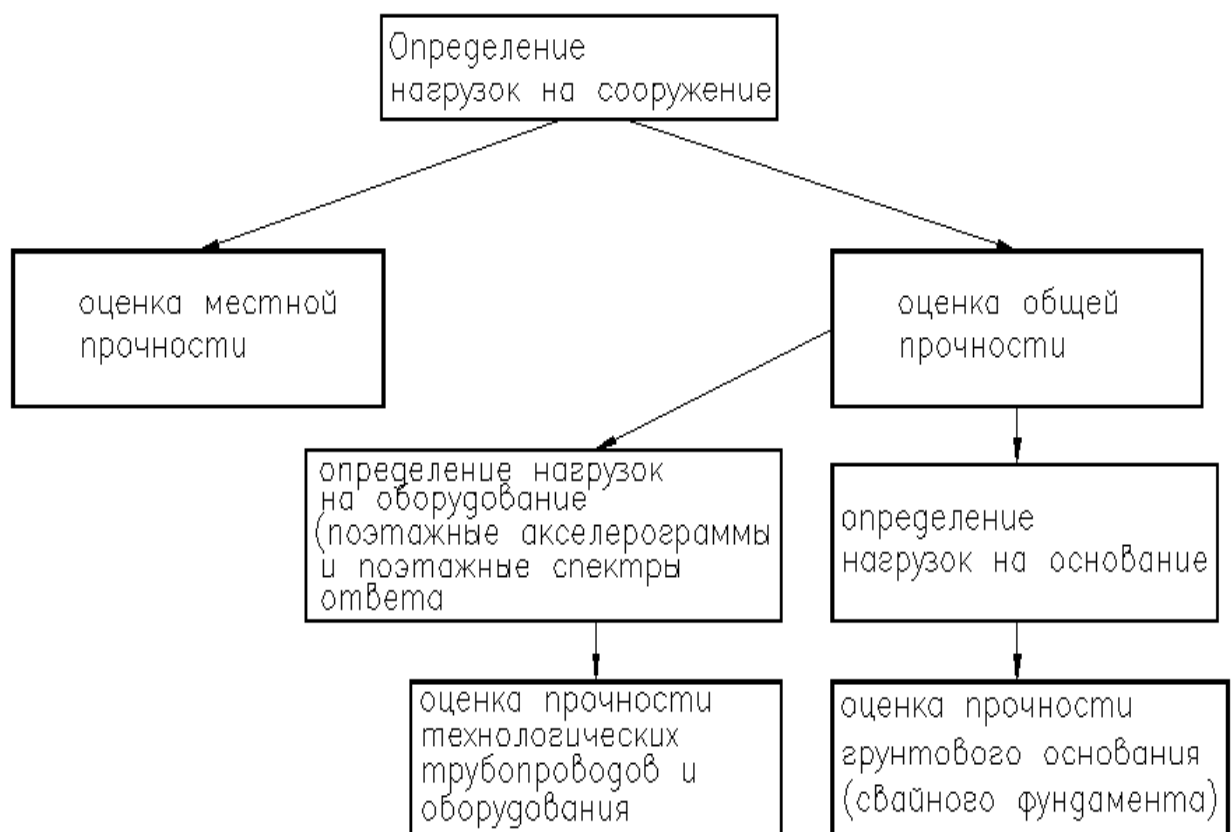 Определение
нагрузок на сооружение
оценка местной
прочности
оценка общей
прочности
определение нагрузок
на оборудование
(поэтажные акселерограммы
и поэтажные спектры
ответа
определение
нагрузок на основание
оценка прочности
технологических
трубопроводов и
оборудования
оценка прочности
грунтового основания
(свайного фундамента)